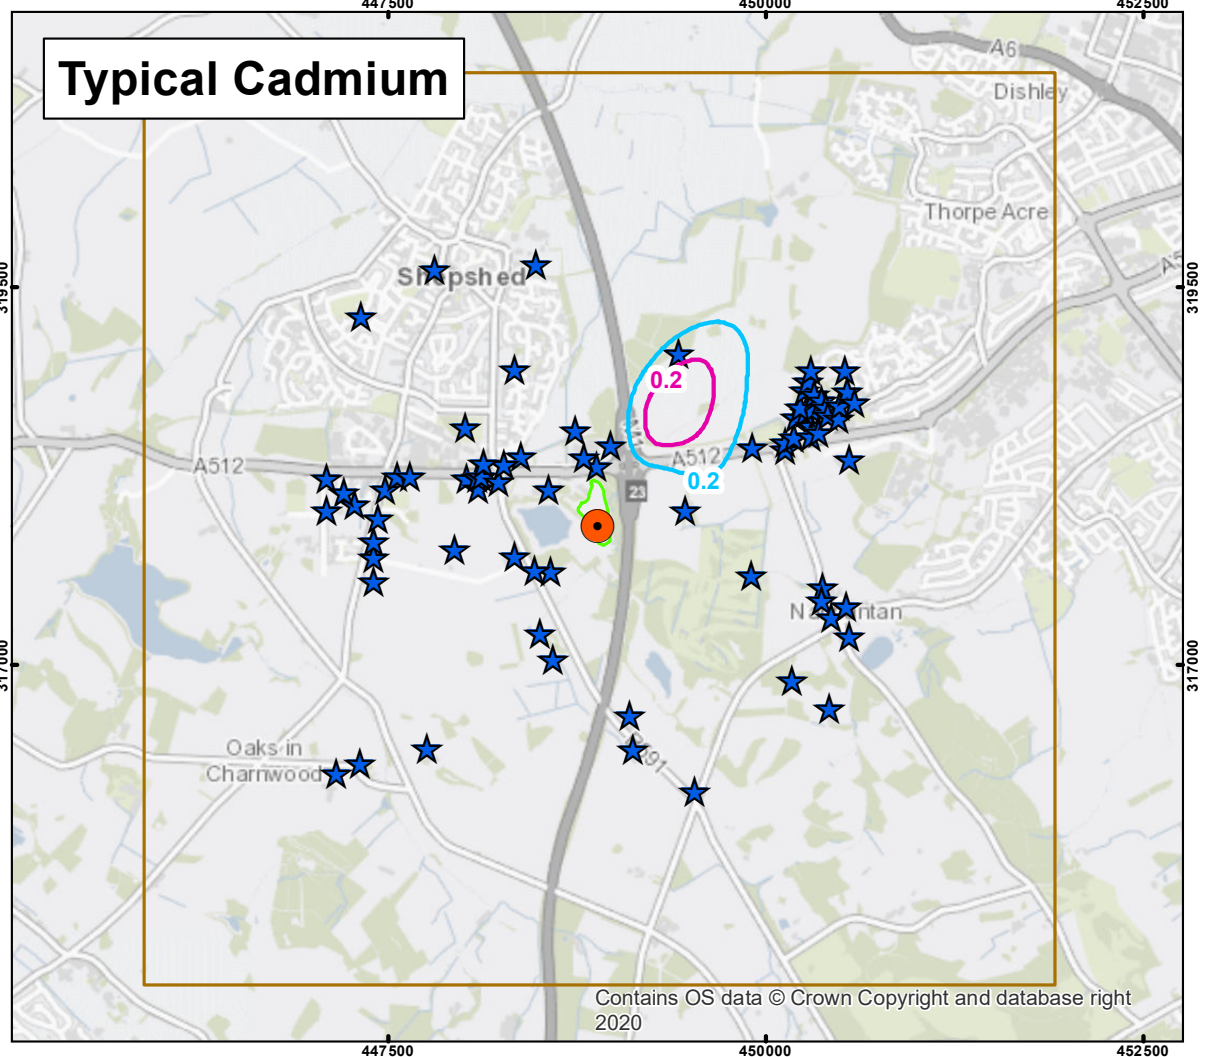 447500
450000
452500
Typical Cadmium
A6
Dishley
Thorpe Acre
319500
319500
0.2
A512
A512
0.2
23
317000
317000
Oaks in
Charnwood
Contains OS data © Crown Copyright and database right
2020
447500
450000
452500